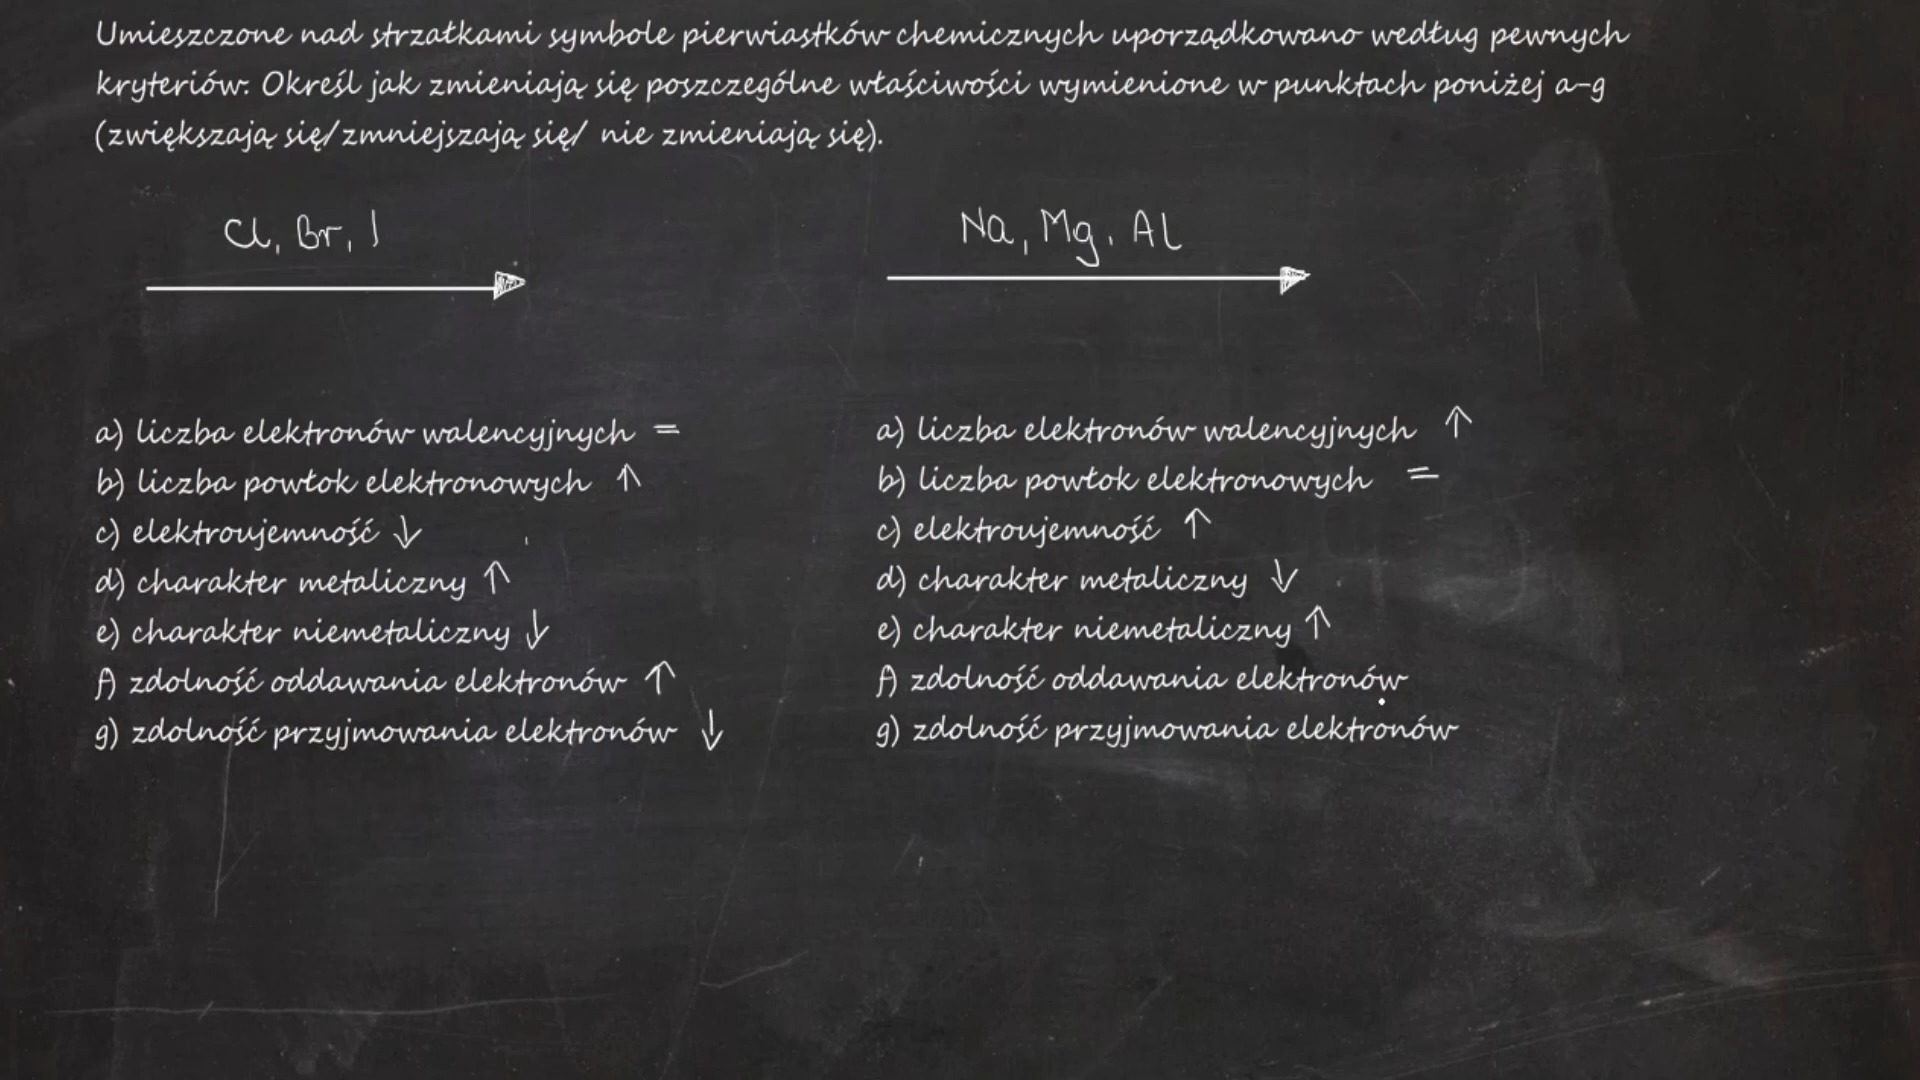 Umieszczone nad strzałkami symbole pierwiastków chemicznych uporządkowano według pewnych
kryteriów. Określ jak zmieniają się poszczególne właściwości wymienione w punktach poniżej a-g
(zwiększają się/zmniejszają się/ nie zmieniają się).
Cl, Br, I
Na, Mg, Al
a) liczba elektronów walencyjnych =
b) liczba powłok elektronowych ↑
c) elektroujemność ↓
d) charakter metaliczny ↑
e) charakter niemetaliczny ↓
f) zdolność oddawania elektronów ↑
g) zdolność przyjmowania elektronów ↓
a) liczba elektronów walencyjnych ↑
b) liczba powłok elektronowych =
c) elektroujemność ↑
d) charakter metaliczny ↓
e) charakter niemetaliczny ↑
f) zdolność oddawania elektronów
g) zdolność przyjmowania elektronów